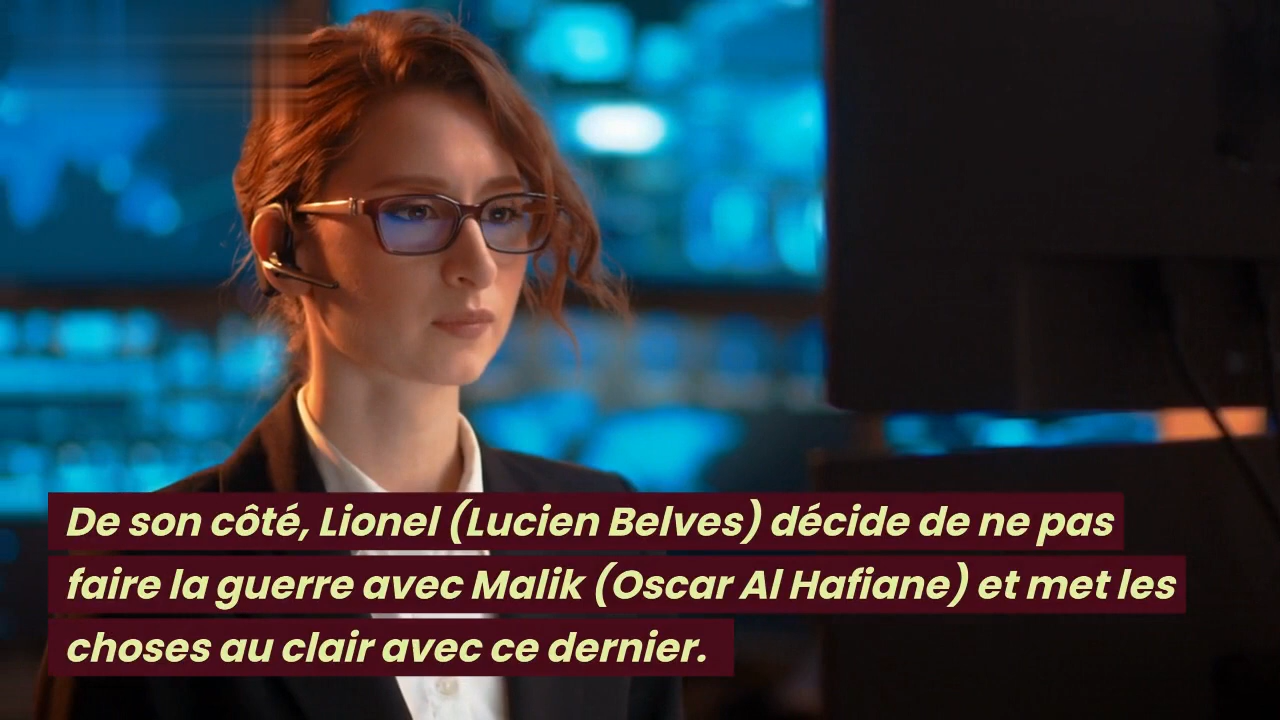 De son côté, Lionel (Lucien Belves) décide de ne pas
faire la guerre avec Malik (Oscar Al Hafiane) et met les
choses au clair avec ce dernier.